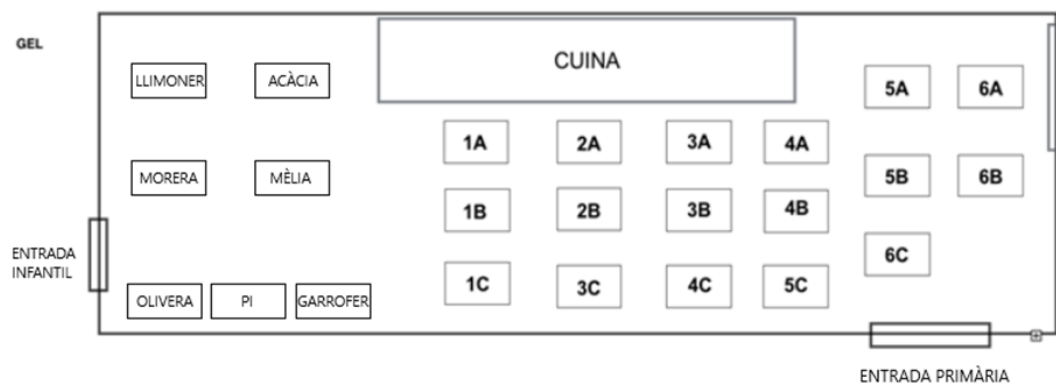 GEL
CUINA
LLIMONER
ACÀCIA
5A
6A
1A
2A
3A
4A
MORERA
MÈLIA
5B
6B
1B
2B
3B
4B
ENTRADA
INFANTIL
6C
1C
3C
4C
5C
OLIVERA
PI
GARROFER
ENTRADA PRIMÀRIA